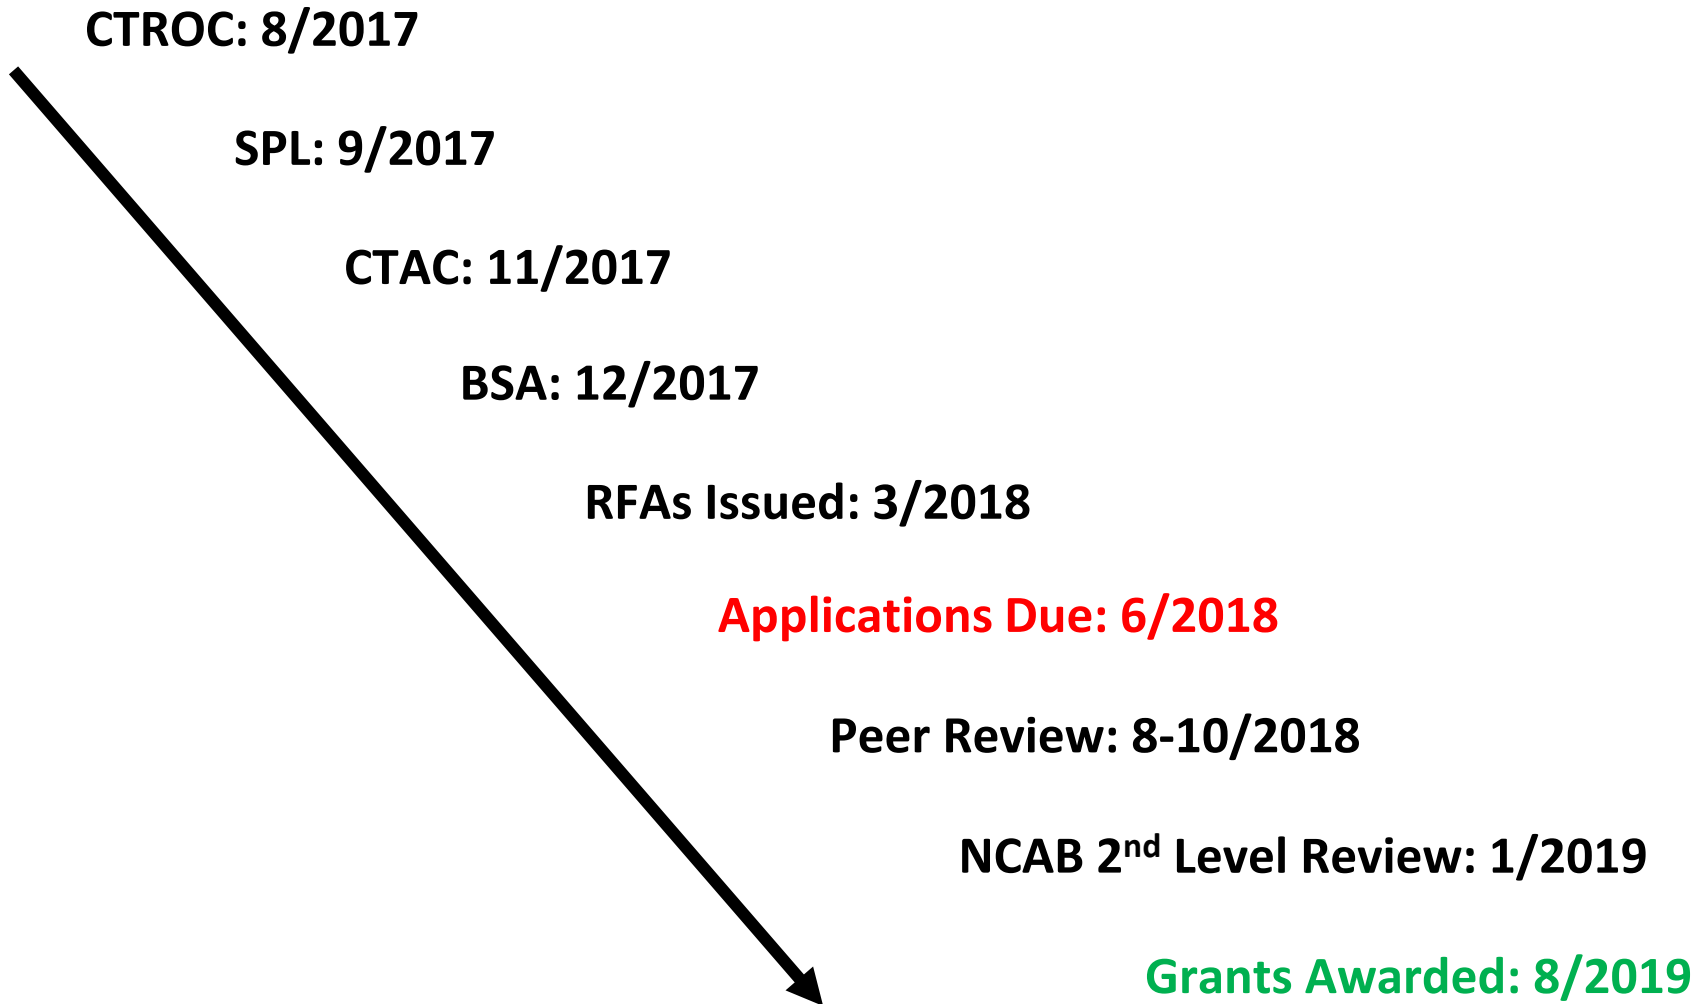 CTROC: 8/2017
SPL: 9/2017
CTAC: 11/2017
BSA: 12/2017
RFAs Issued: 3/2018
Applications Due: 6/2018
Peer Review: 8-10/2018
NCAB 2nd Level Review: 1/2019
Grants Awarded: 8/2019